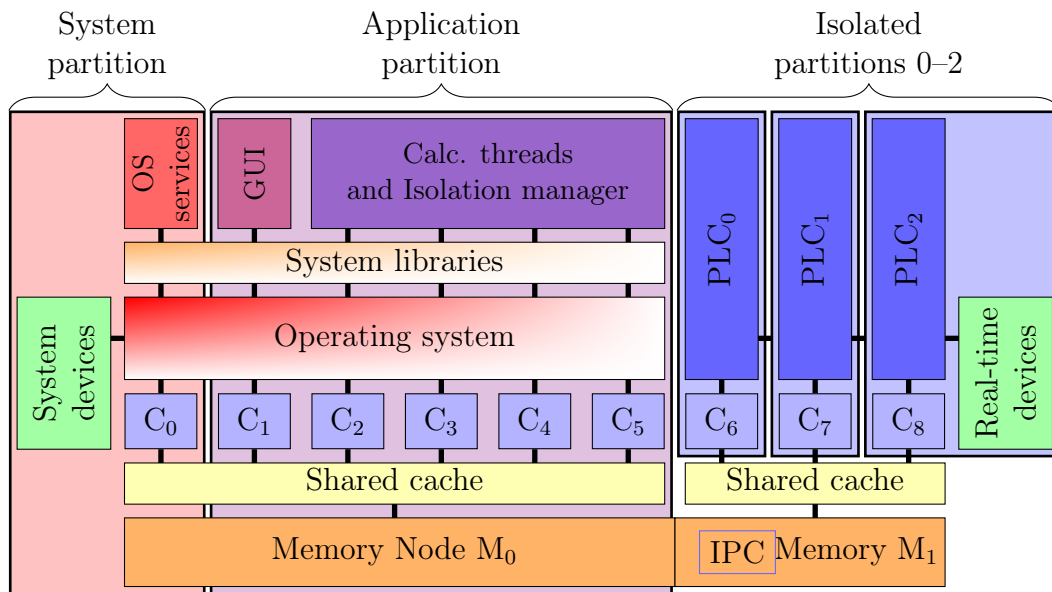 System
partition
Application
partition
Isolated
partitions 0–2
OS
services
GUI
Calc. threads
and Isolation manager
PLC₀
PLC₁
PLC₂
System libraries
System
devices
Operating system
Real-time
devices
C₀
C₁
C₂
C₃
C₄
C₅
C₆
C₇
C₈
Shared cache
Shared cache
Memory Node M₀
IPC Memory M₁